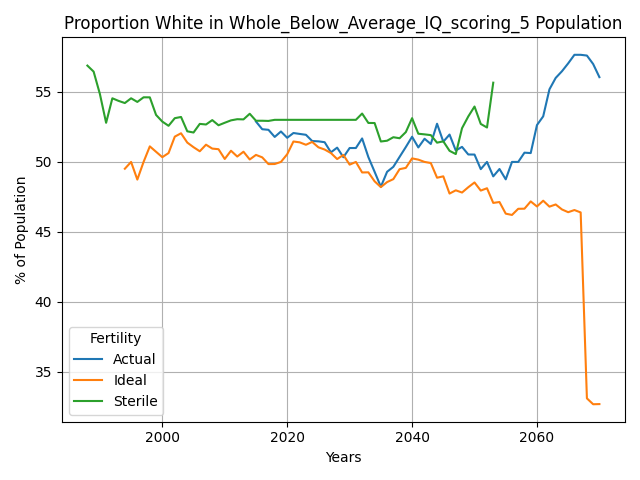 Proportion White in Whole_Below_Average_IQ_scoring_5 Population
% of Population
55
50
45
40
35
Fertility
Actual
Ideal
Sterile
2000
2020
2040
2060
Years